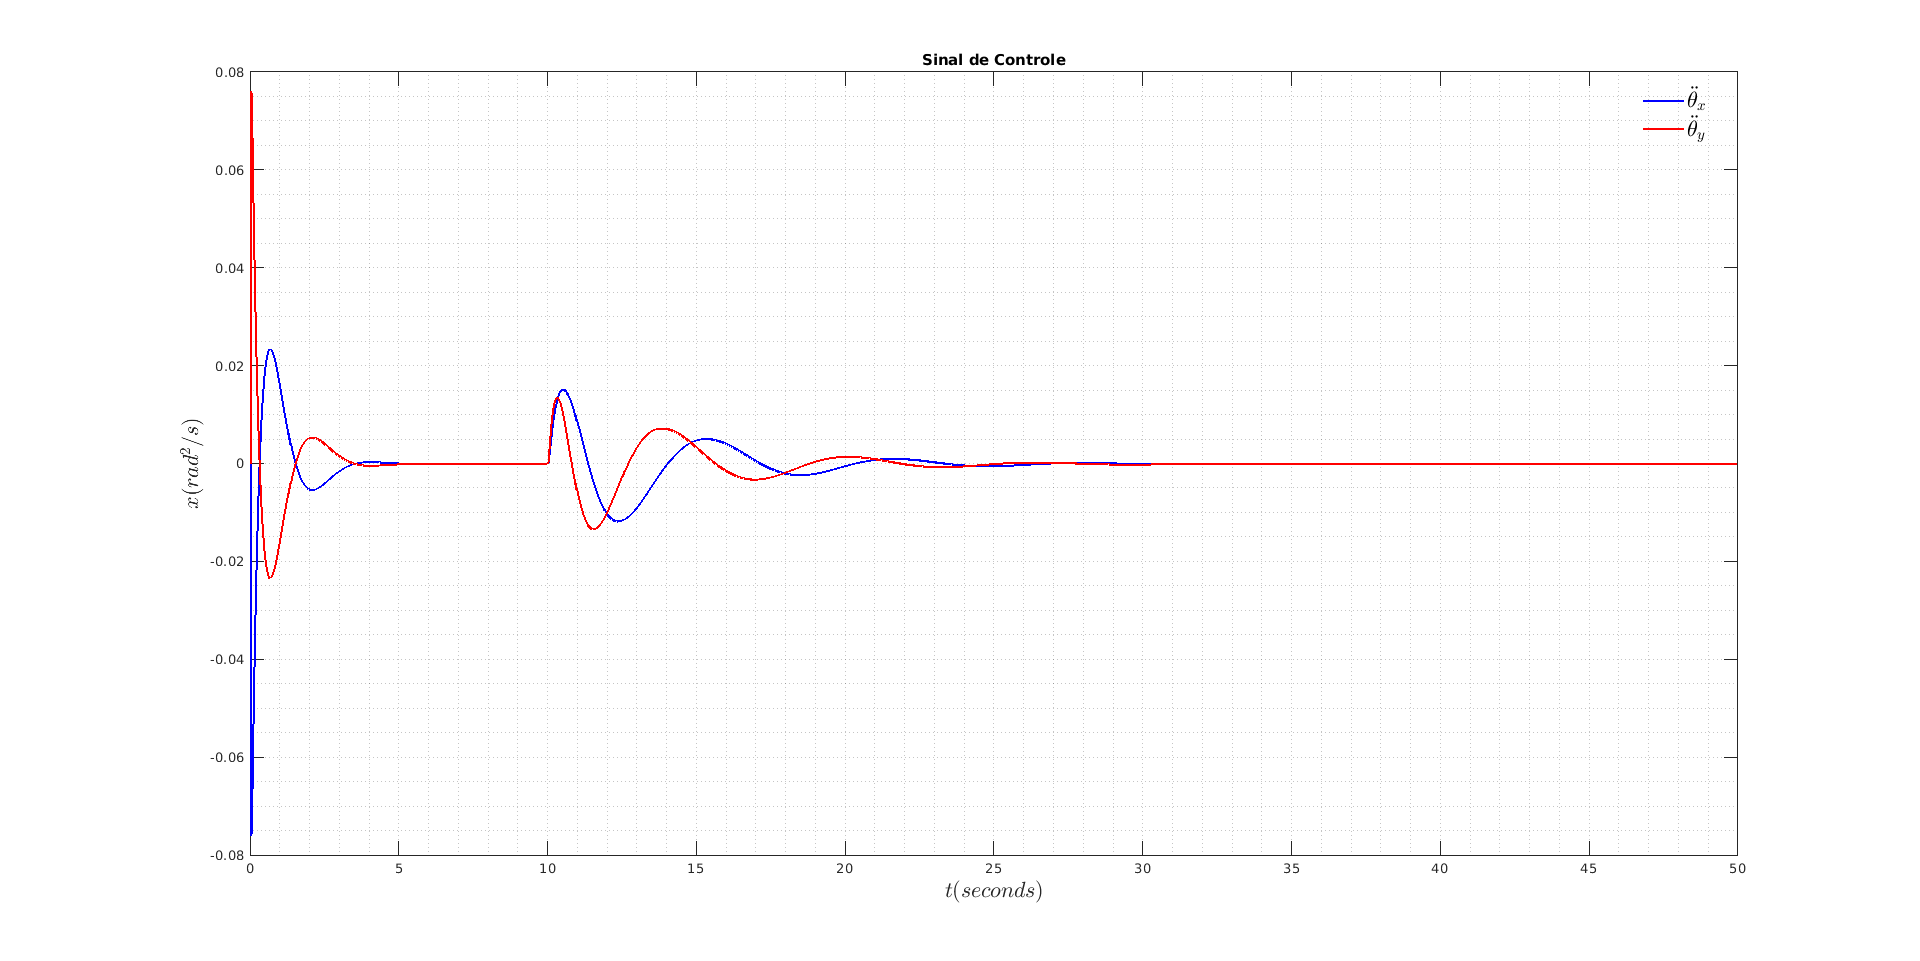 Sinal de Controle
θ̈ₓ
θ̈ᵧ
0.08
0.06
0.04
0.02
0
-0.02
-0.04
-0.06
-0.08
x(rad²/s)
0 5 10 15 20 25 30 35 40 45 50
t(seconds)